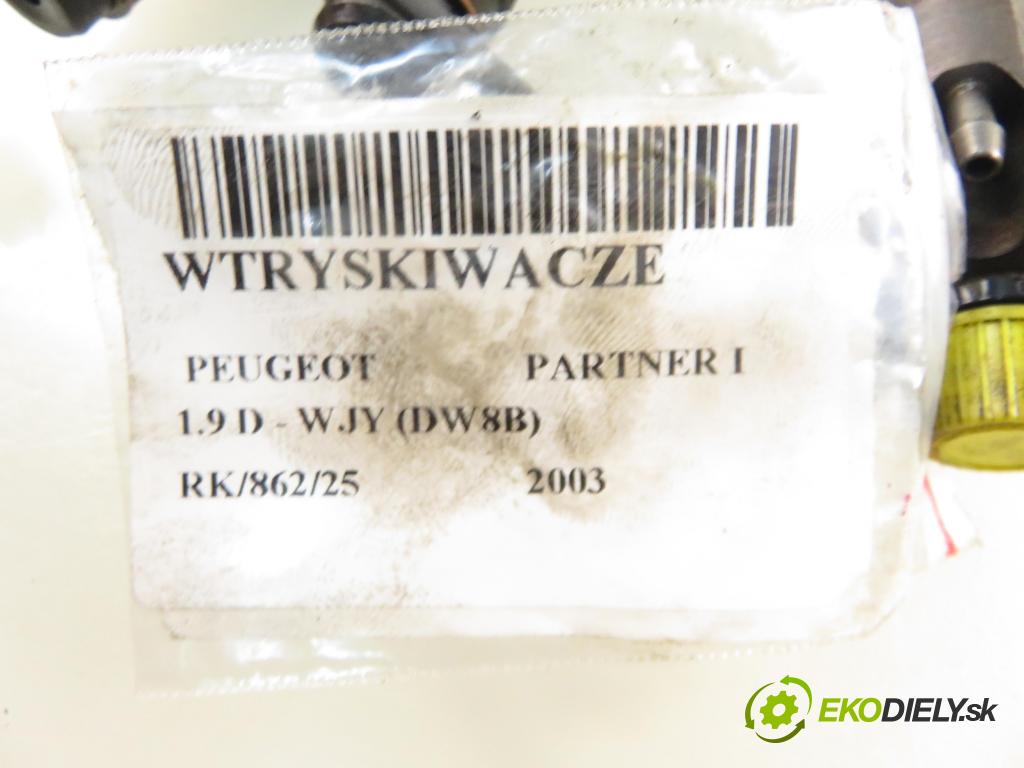 WTRYSKIWACZE
PEUGEOT PARTNER I
1.9 D - WJY (DW8B)
RK/862/25 2003
EKODIELY.sk